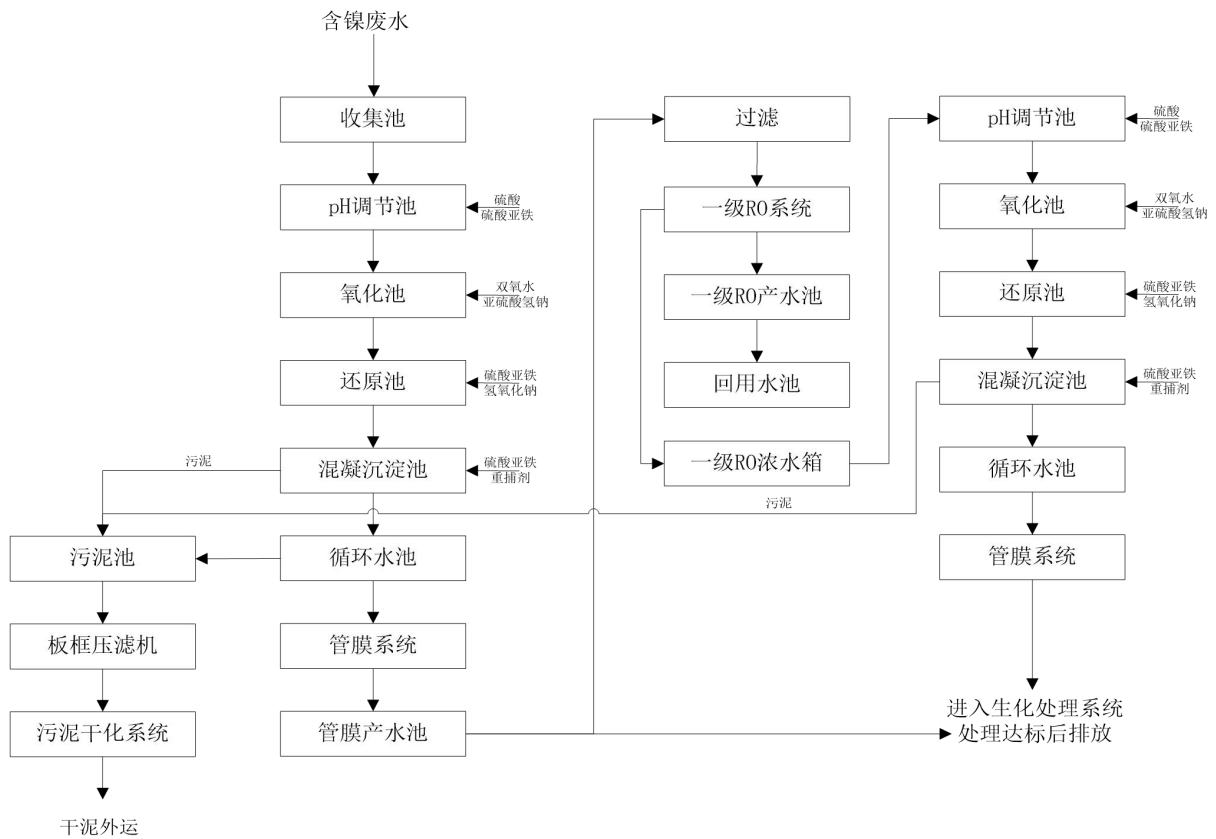 含镍废水
收集池
pH调节池
硫酸
硫酸亚铁
氧化池
双氧水
亚硫酸氢钠
还原池
硫酸亚铁
氢氧化钠
混凝沉淀池
硫酸亚铁
重捕剂
污泥
循环水池
污泥池
管膜系统
板框压滤机
管膜产水池
污泥干化系统
干泥外运
过滤
一级RO系统
一级RO产水池
回用水池
一级RO浓水箱
pH调节池
硫酸
硫酸亚铁
氧化池
双氧水
亚硫酸氢钠
还原池
硫酸亚铁
氢氧化钠
混凝沉淀池
硫酸亚铁
重捕剂
污泥
循环水池
管膜系统
进入生化处理系统
处理达标后排放